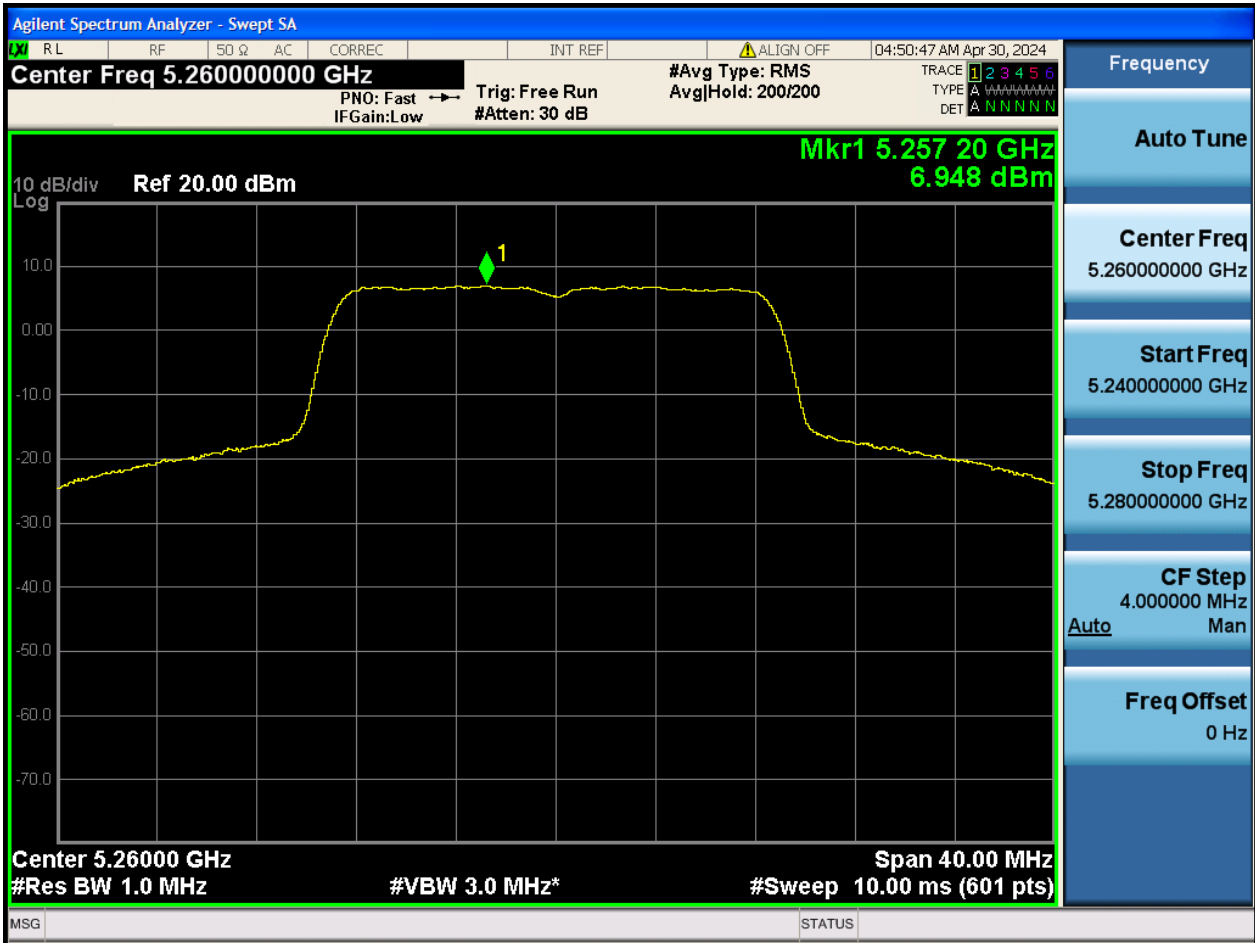 Agilent Spectrum Analyzer - Swept SA
LXI RL RF 50 Ω AC CORREC INT REF ALIGN OFF 04:50:47 AM Apr 30, 2024
Center Freq 5.260000000 GHz
PNO: Fast
IFGain:Low
Trig: Free Run
#Atten: 30 dB
#Avg Type: RMS
Avg|Hold: 200/200
TRACE 1 2 3 4 5 6
TYPE A WWWWW
DET A N N N N N
Mkr1 5.257 20 GHz
6.948 dBm
10 dB/div Ref 20.00 dBm
Log
1
10.0
0.00
-10.0
-20.0
-30.0
-40.0
-50.0
-60.0
-70.0
Center 5.26000 GHz Span 40.00 MHz
#Res BW 1.0 MHz #VBW 3.0 MHz* #Sweep 10.00 ms (601 pts)
MSG STATUS
Frequency
Auto Tune
Center Freq
5.260000000 GHz
Start Freq
5.240000000 GHz
Stop Freq
5.280000000 GHz
CF Step
4.000000 MHz
Auto Man
Freq Offset
0 Hz